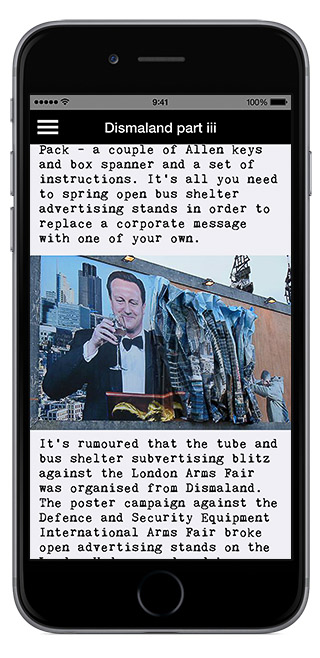 9:41
100%
Dismaland part iii
Pack - a couple of Allen keys
and box spanner and a set of
instructions. It's all you need
to spring open bus shelter
advertising stands in order to
replace a corporate message
with one of your own.
It's rumoured that the tube and
bus shelter subvertising blitz
against the London Arms Fair
was organised from Dismaland.
The poster campaign against the
Defence and Security Equipment
International Arms Fair broke
open advertising stands on the